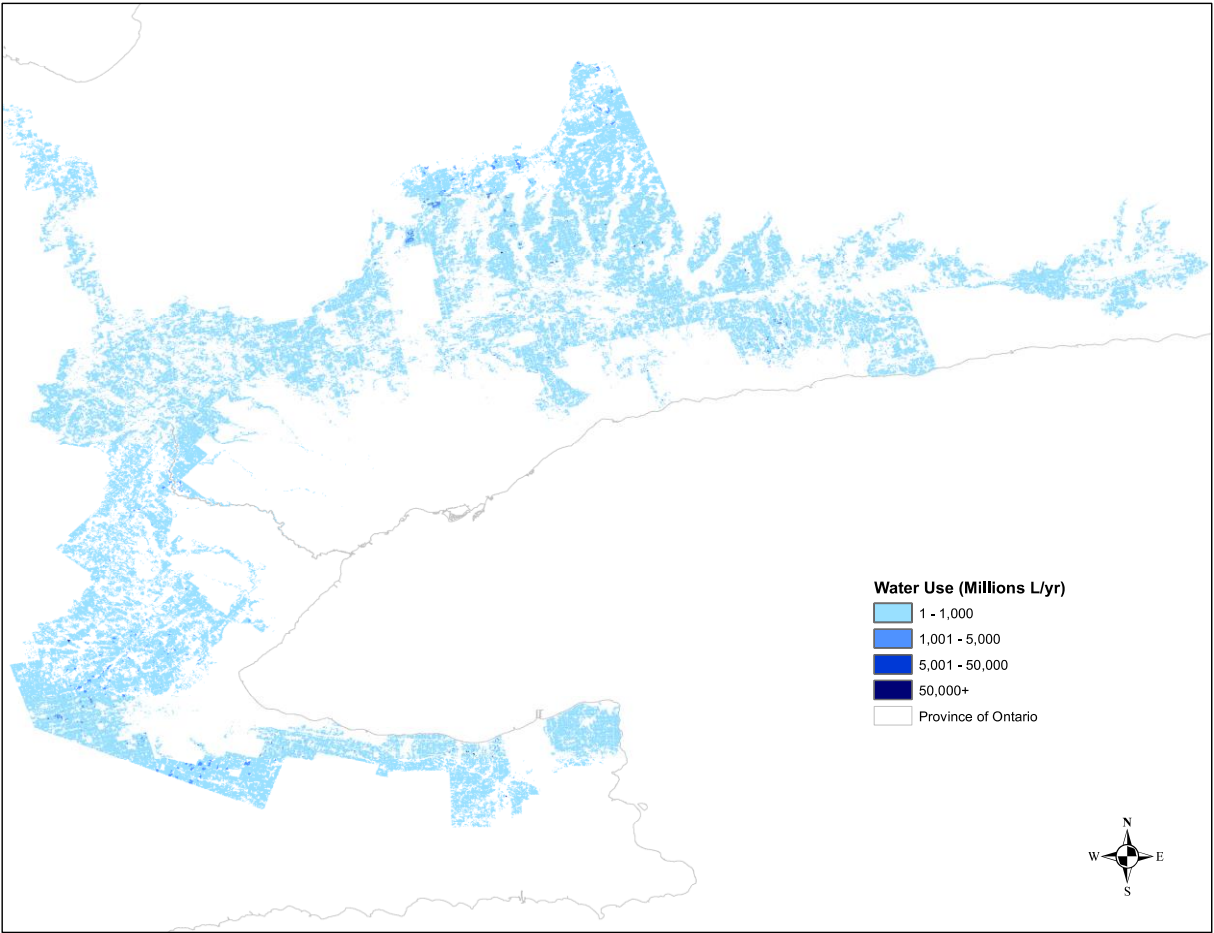 Water Use (Millions L/yr)
1 - 1,000
1,001 - 5,000
5,001 - 50,000
50,000+
Province of Ontario
N
W E
S